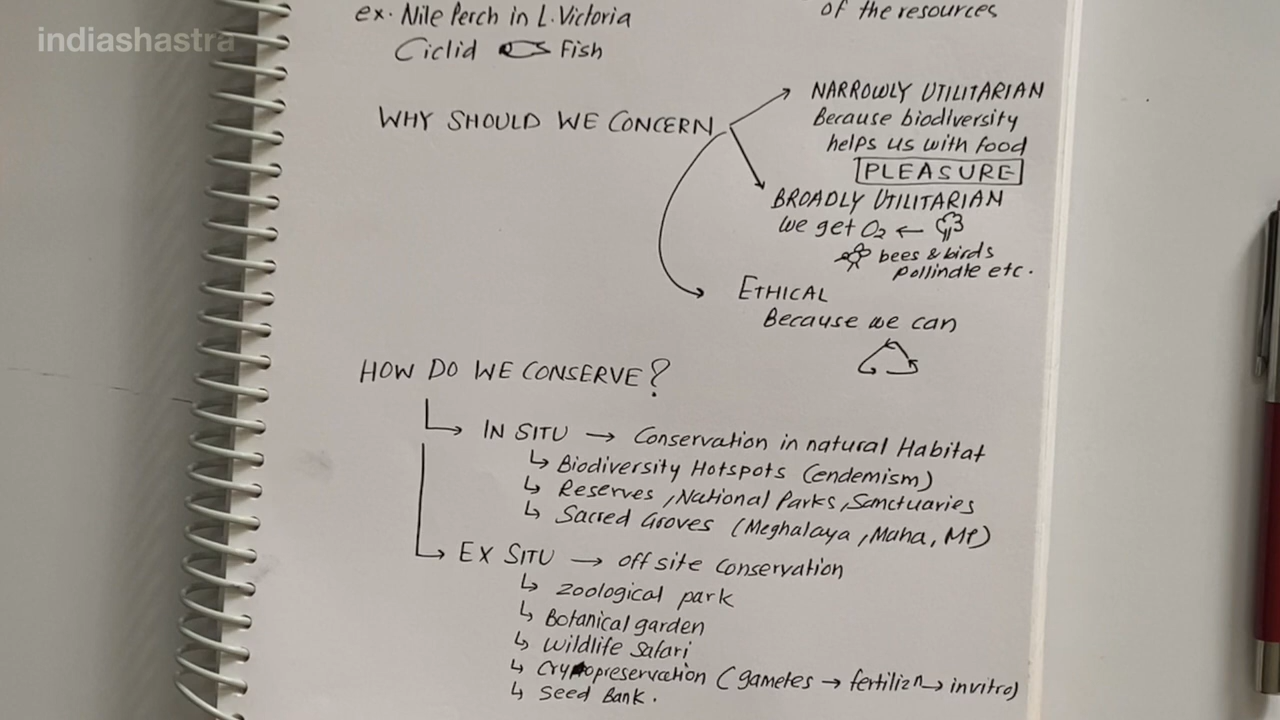 indiashastra
ex. Nile Perch in L. Victoria
Ciclid Fish
of the resources
WHY SHOULD WE CONCERN
NARROWLY UTILITARIAN
Because biodiversity
helps us with food
PLEASURE
BROADLY UTILITARIAN
We get O2 ←
bees & birds
pollinate etc.
ETHICAL
Because we can
HOW DO WE CONSERVE?
IN SITU → Conservation in natural Habitat
↳ Biodiversity Hotspots (endemism)
↳ Reserves, National Parks, Sanctuaries
↳ Sacred Groves (Meghalaya, Maha, MP)
EX SITU → off site conservation
↳ zoological park
↳ Botanical garden
↳ wildlife Safari
↳ Cryopreservation (gametes → fertilizn → invitro)
↳ Seed Bank.